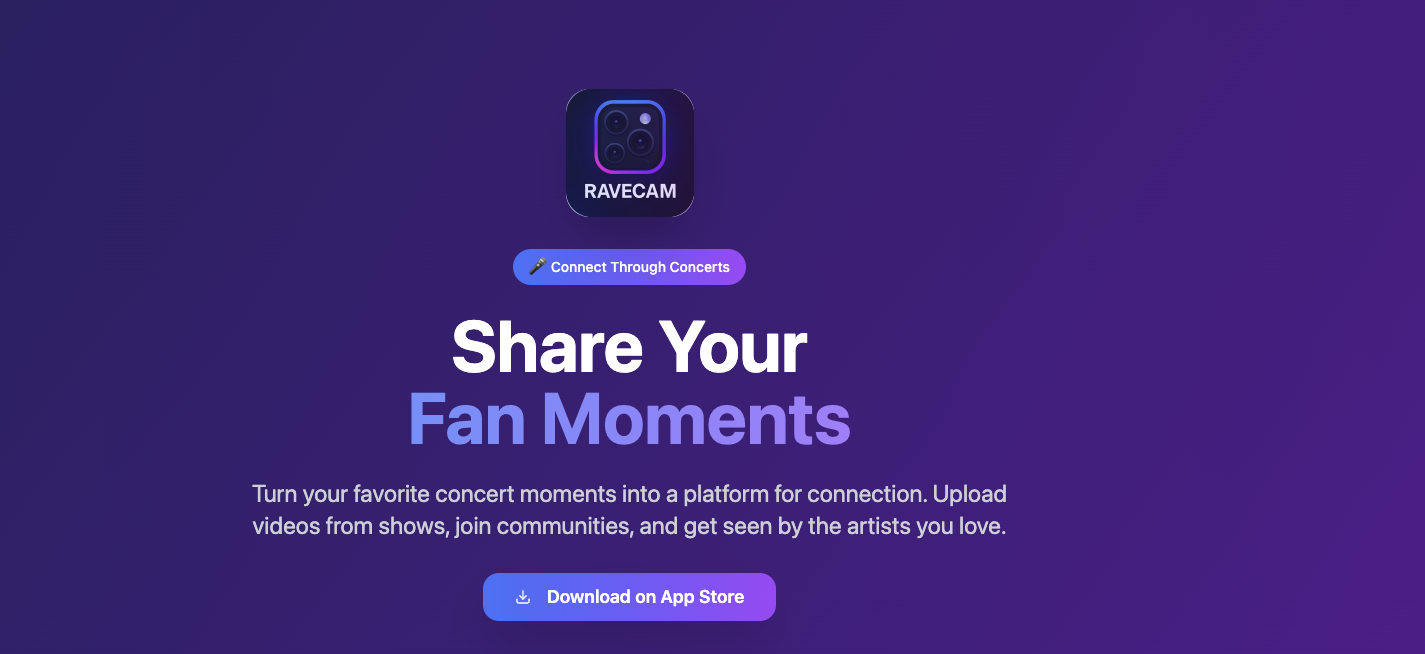 RAVECAM
🎤 Connect Through Concerts
Share Your
Fan Moments
Turn your favorite concert moments into a platform for connection. Upload
videos from shows, join communities, and get seen by the artists you love.
Download on App Store